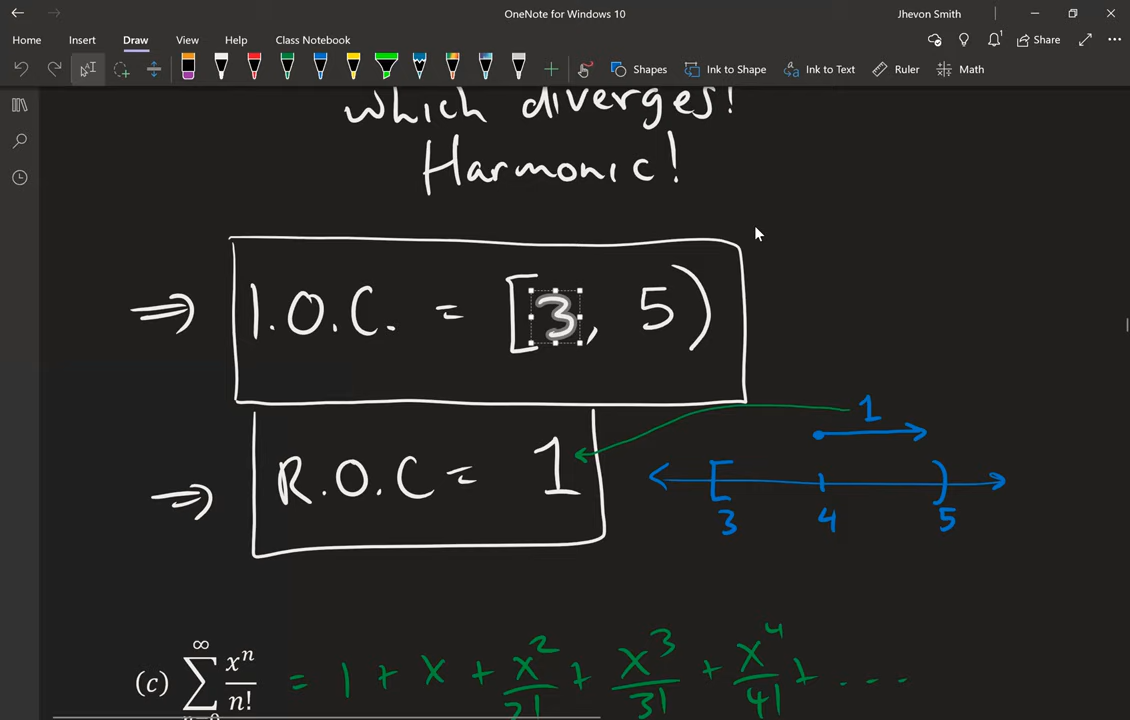 OneNote for Windows 10
Jhevon Smith
Home Insert Draw View Help Class Notebook
Share
Shapes Ink to Shape Ink to Text Ruler Math
which diverges!
Harmonic!
⇒ I.O.C. = [3, 5)
⇒ R.O.C = 1
1
3 4 5
(c) ∑ n=0 ∞ xⁿ/n! = 1 + x + x²/2! + x³/3! + x⁴/4! + ....